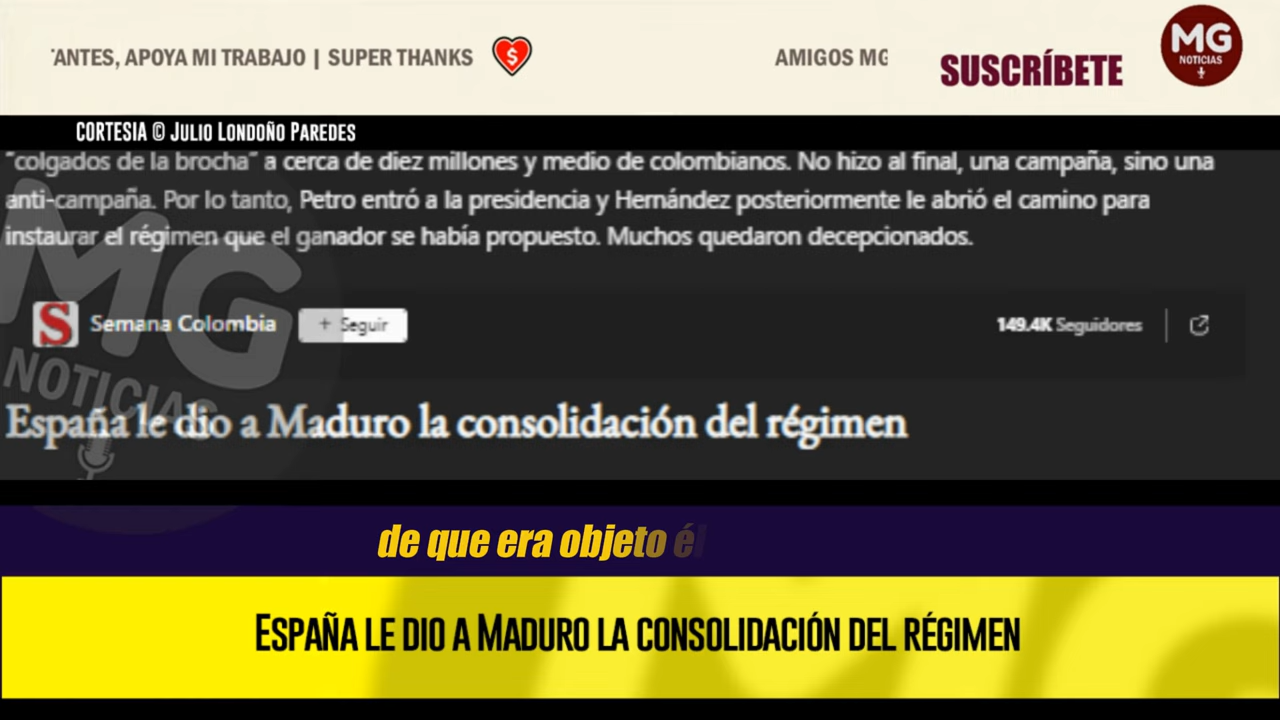 'ANTES, APOYA MI TRABAJO | SUPER THANKS
$
AMIGOS MG
SUSCRÍBETE
MG
NOTICIAS
CORTESIA © JULIO LONDOÑO PAREDES
"colgados de la brocha" a cerca de diez millones y medio de colombianos. No hizo al final, una campaña, sino una
anti-campaña. Por lo tanto, Petro entró a la presidencia y Hernández posteriormente le abrió el camino para
instaurar el régimen que el ganador se había propuesto. Muchos quedaron decepcionados.
S
Semana Colombia
+ Seguir
149.4K Seguidores
MG
NOTICIAS
España le dio a Maduro la consolidación del régimen
de que era objeto él
ESPAÑA LE DIO A MADURO LA CONSOLIDACIÓN DEL RÉGIMEN